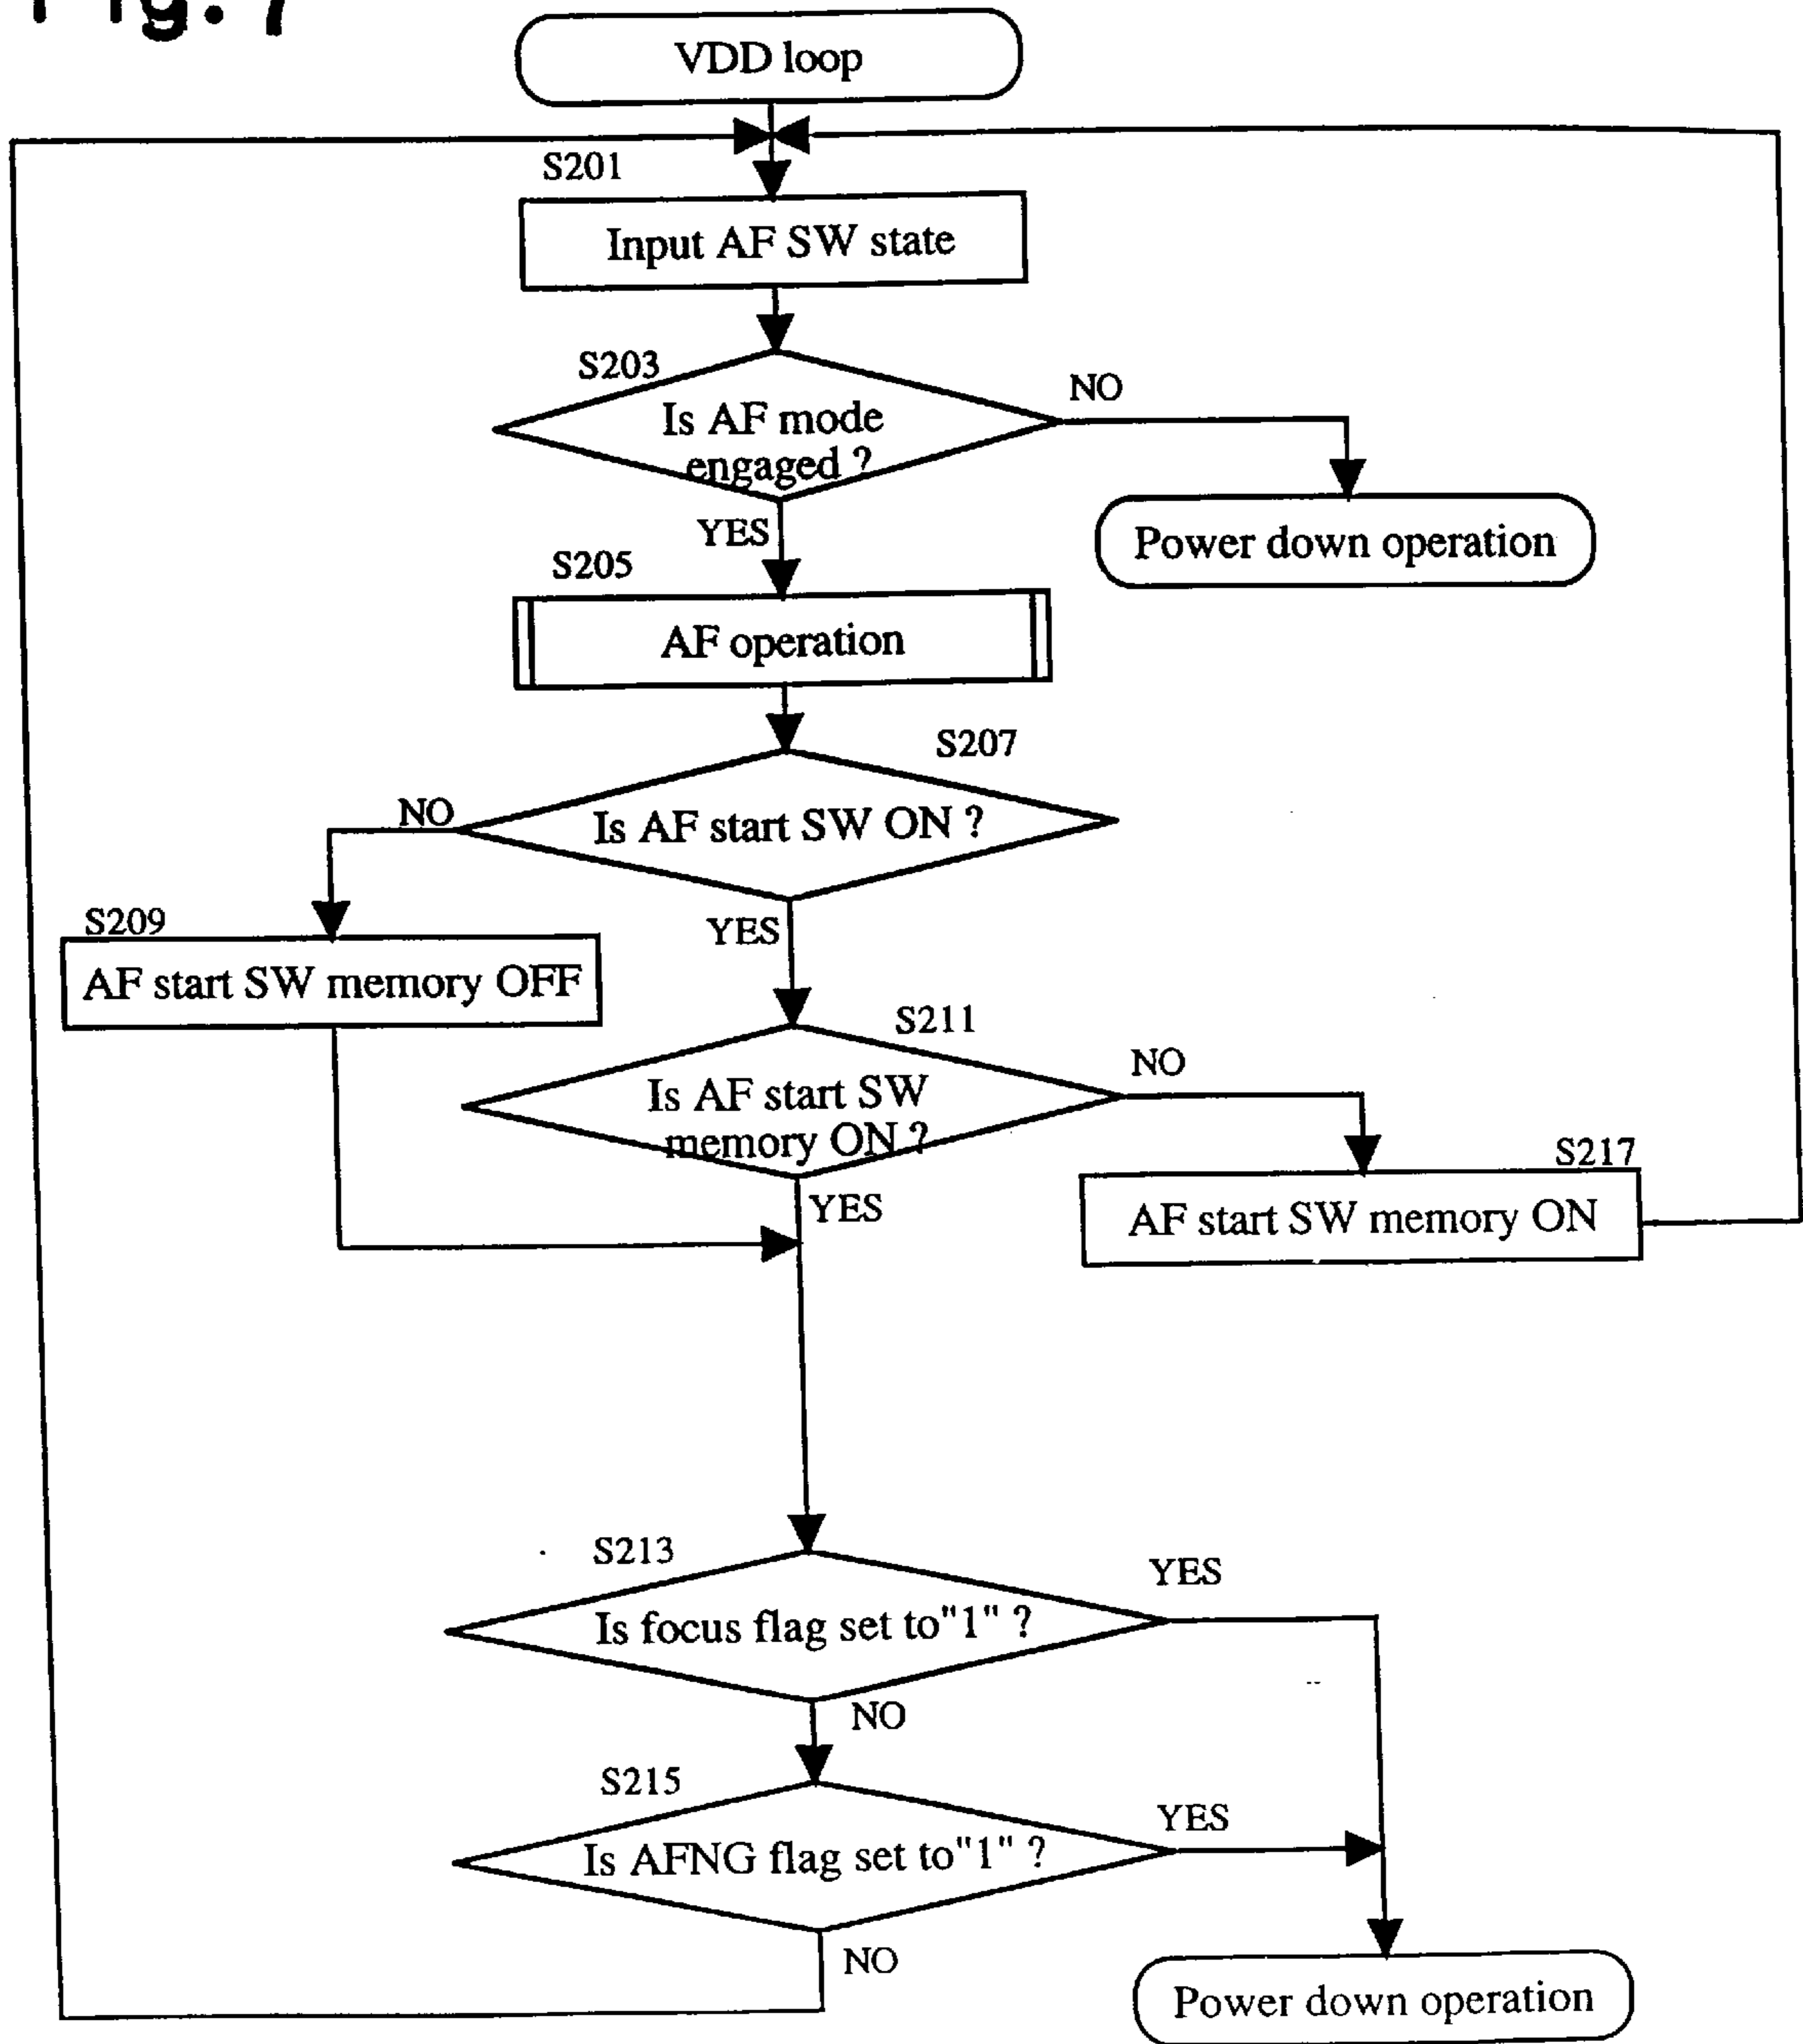 Fig. 7
VDD loop
S201
Input AF SW state
S203
NO
Is AF mode
engaged ?
YES
Power down operation
S205
AF operation
S207
NO
Is AF start SW ON ?
S209
YES
AF start SW memory OFF
S211
NO
Is AF start SW
memory ON ?
S217
YES
AF start SW memory ON
S213
YES
Is focus flag set to"1" ?
NO
S215
YES
Is AFNG flag set to"1" ?
NO
Power down operation